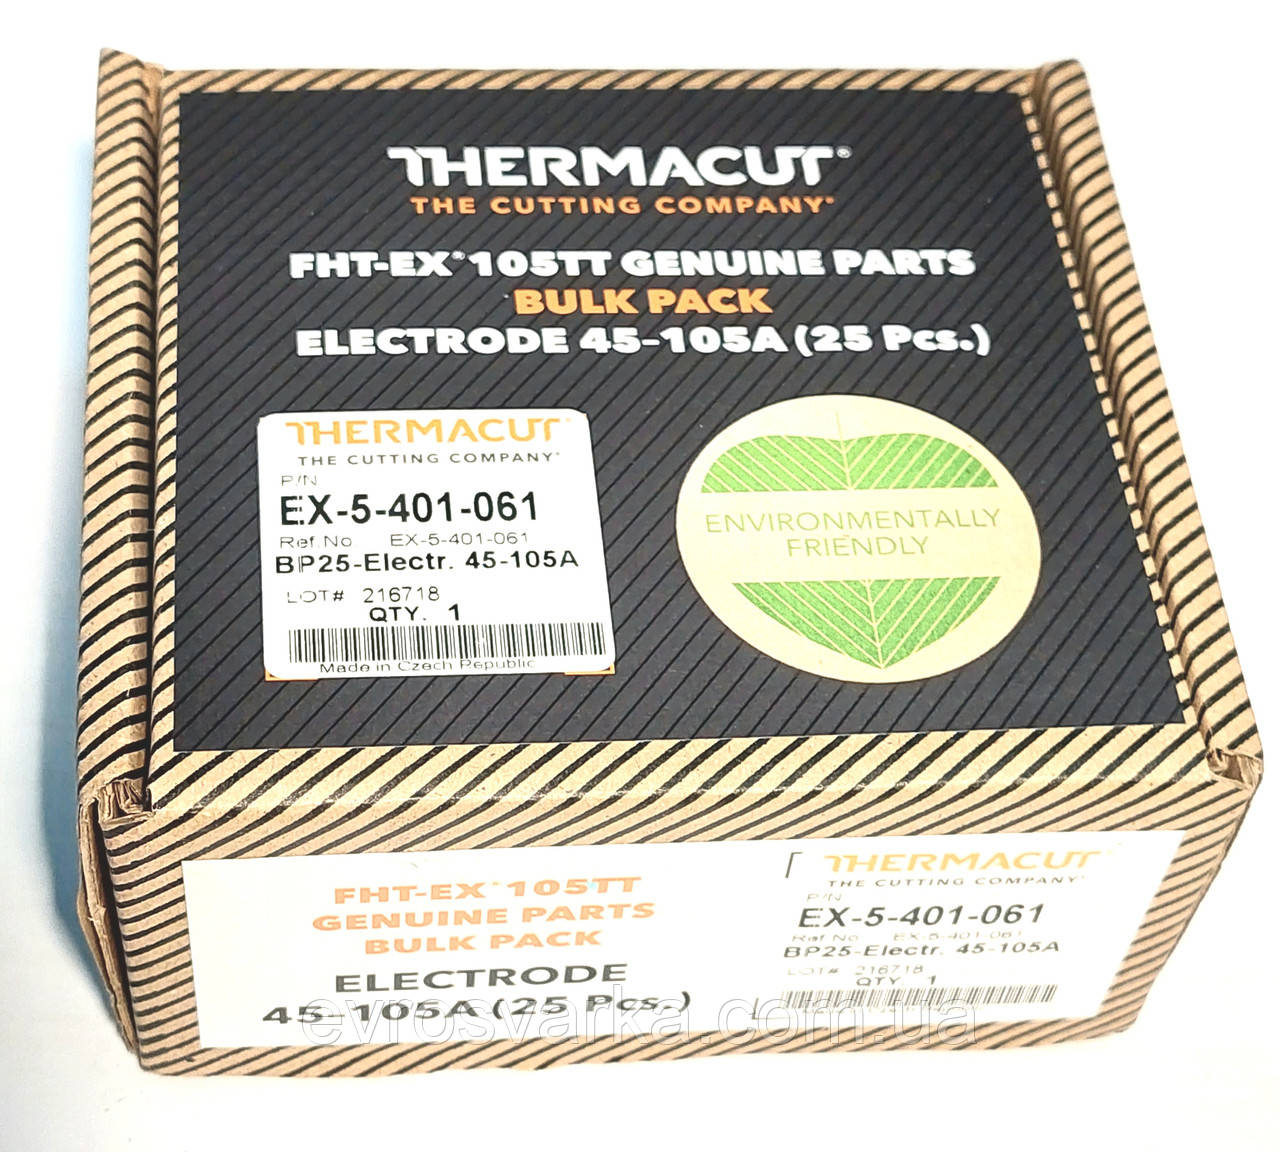 THERMACUT®
THE CUTTING COMPANY®
FHT-EX®105TT GENUINE PARTS
BULK PACK
ELECTRODE 45-105A (25 Pcs.)
THERMACUT®
THE CUTTING COMPANY®
P/N
EX-5-401-061
Ref.No. EX-5-401-061
BP25-Electr. 45-105A
LOT# 216718
QTY. 1
Made in Czech Republic
ENVIRONMENTALLY
FRIENDLY
FHT-EX®105TT
GENUINE PARTS
BULK PACK
ELECTRODE
45-105A (25 Pcs.)
THERMACUT
THE CUTTING COMPANY®
P/N
EX-5-401-061
Ref.No. EX-5-401-061
BP25-Electr. 45-105A
LOT# 216718
QTY. 1
evrosvarka.com.ua